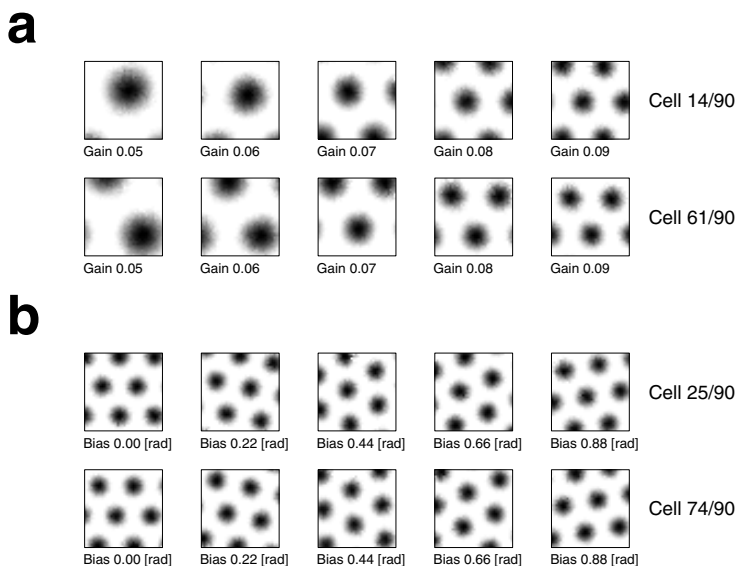 a
Cell 14/90
Gain 0.05 Gain 0.06 Gain 0.07 Gain 0.08 Gain 0.09
Cell 61/90
Gain 0.05 Gain 0.06 Gain 0.07 Gain 0.08 Gain 0.09
b
Cell 25/90
Bias 0.00 [rad] Bias 0.22 [rad] Bias 0.44 [rad] Bias 0.66 [rad] Bias 0.88 [rad]
Cell 74/90
Bias 0.00 [rad] Bias 0.22 [rad] Bias 0.44 [rad] Bias 0.66 [rad] Bias 0.88 [rad]